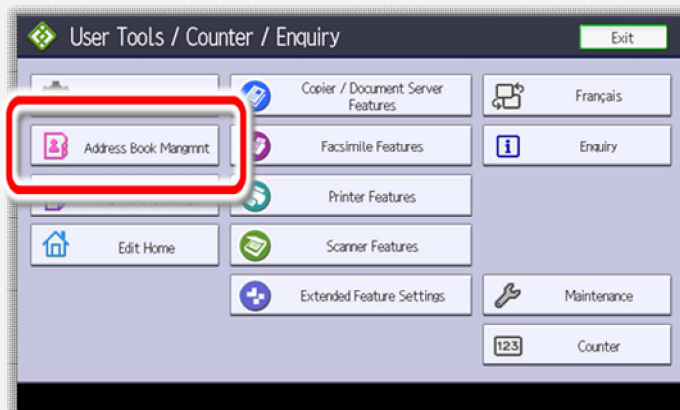 User Tools / Counter / Enquiry
Exit
Address Book Mangmnt
Edit Home
Copier / Document Server
Features
Facsimile Features
Printer Features
Scanner Features
Extended Feature Settings
Français
Enquiry
i
Maintenance
123
Counter